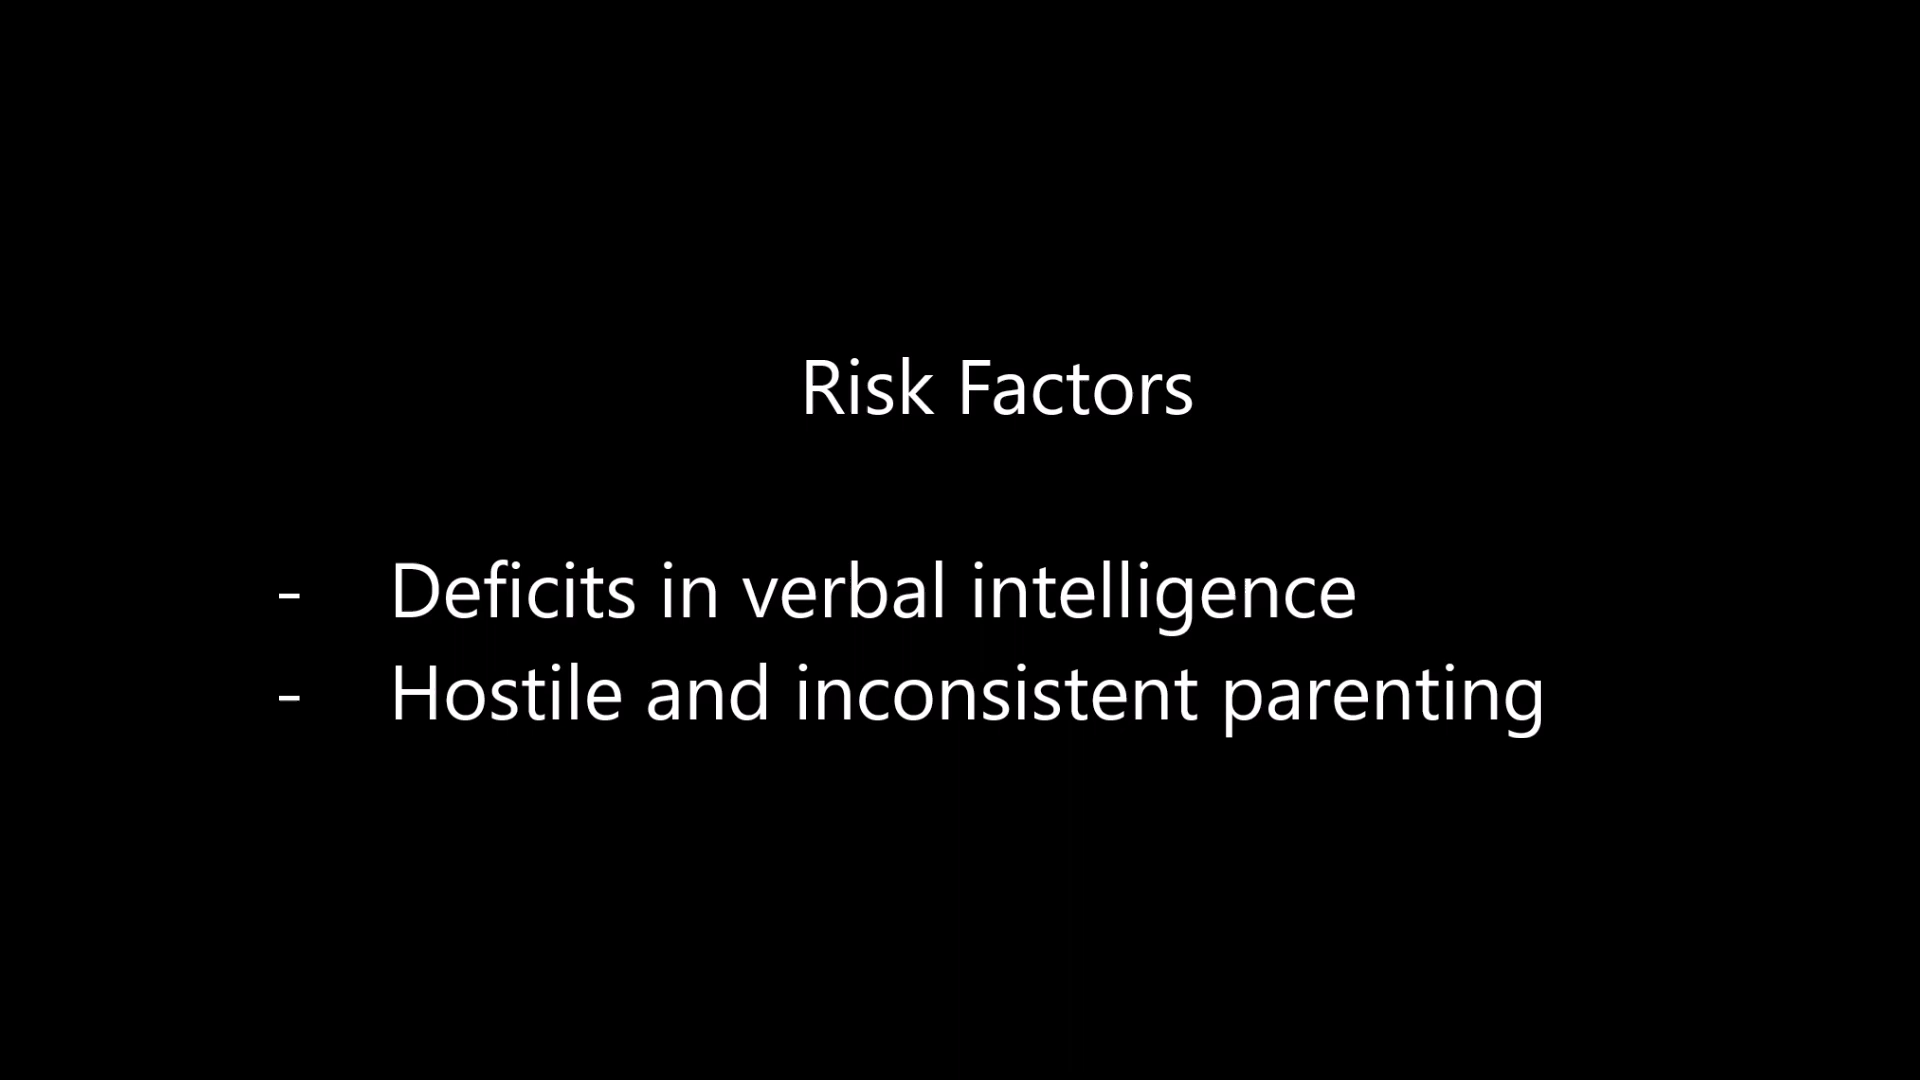 Risk Factors
- Deficits in verbal intelligence
- Hostile and inconsistent parenting